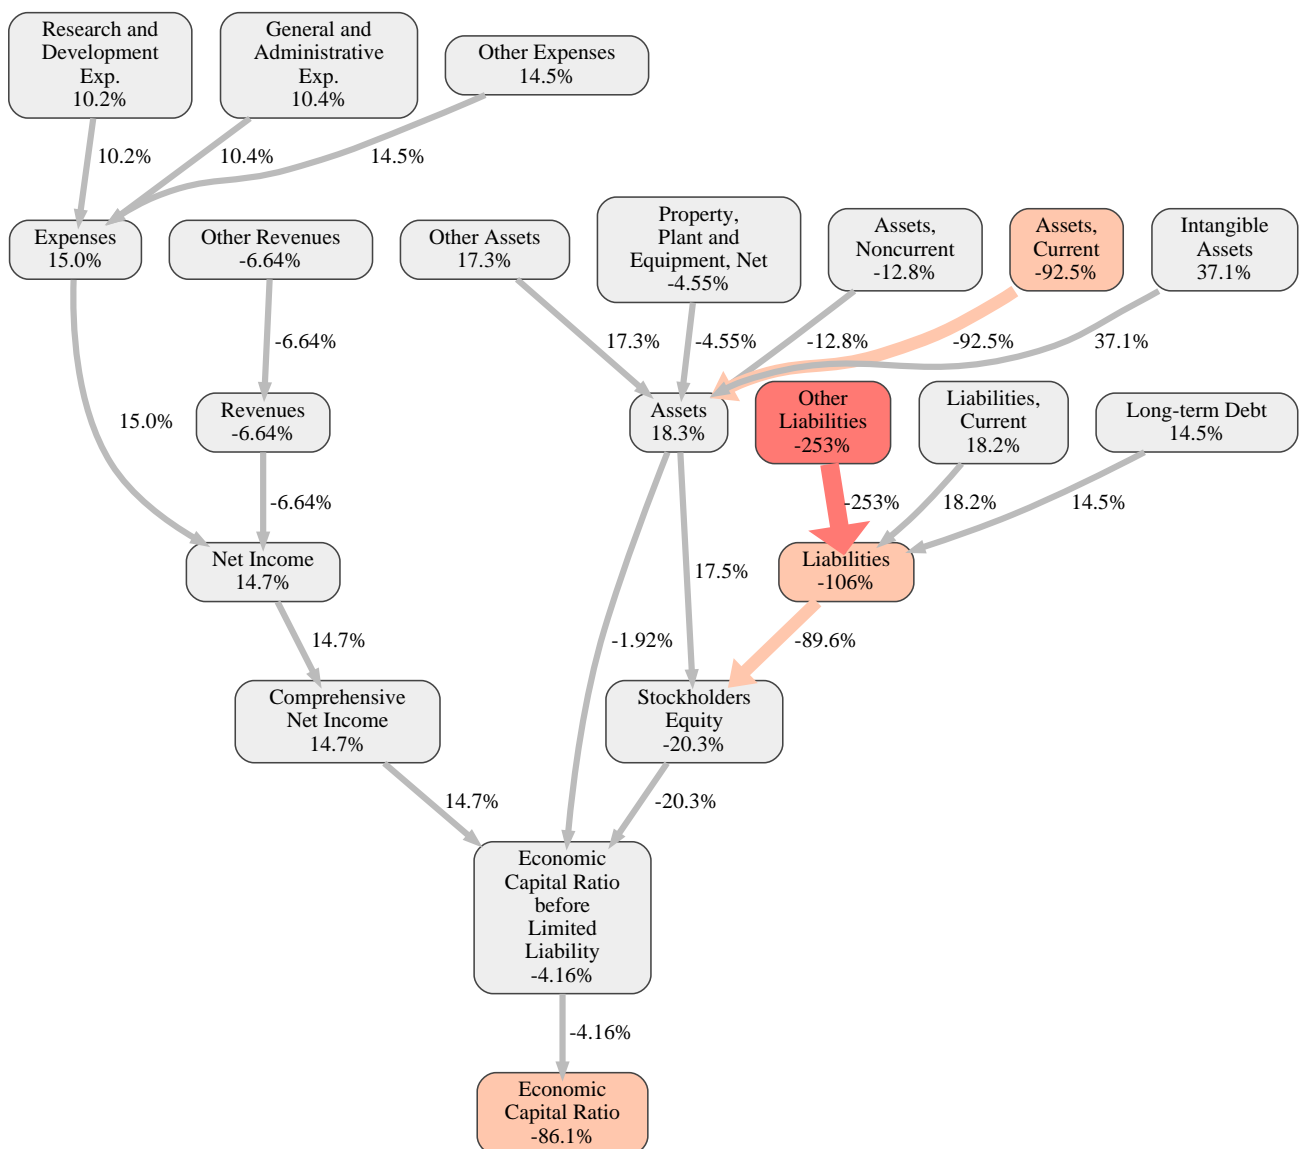 Research and
Development
Exp.
10.2%
General and
Administrative
Exp.
10.4%
Other Expenses
14.5%
10.2%
10.4%
14.5%
Expenses
15.0%
Other Revenues
-6.64%
Other Assets
17.3%
Property,
Plant and
Equipment, Net
-4.55%
Assets,
Noncurrent
-12.8%
Assets,
Current
-92.5%
Intangible
Assets
37.1%
-6.64%
17.3%
-4.55%
-12.8%
-92.5%
37.1%
15.0%
Revenues
-6.64%
Assets
18.3%
Other
Liabilities
-253%
Liabilities,
Current
18.2%
Long-term Debt
14.5%
-6.64%
-253%
18.2%
14.5%
Net Income
14.7%
17.5%
Liabilities
-106%
14.7%
-1.92%
-89.6%
Comprehensive
Net Income
14.7%
Stockholders
Equity
-20.3%
14.7%
-20.3%
Economic
Capital Ratio
before
Limited
Liability
-4.16%
-4.16%
Economic
Capital Ratio
-86.1%